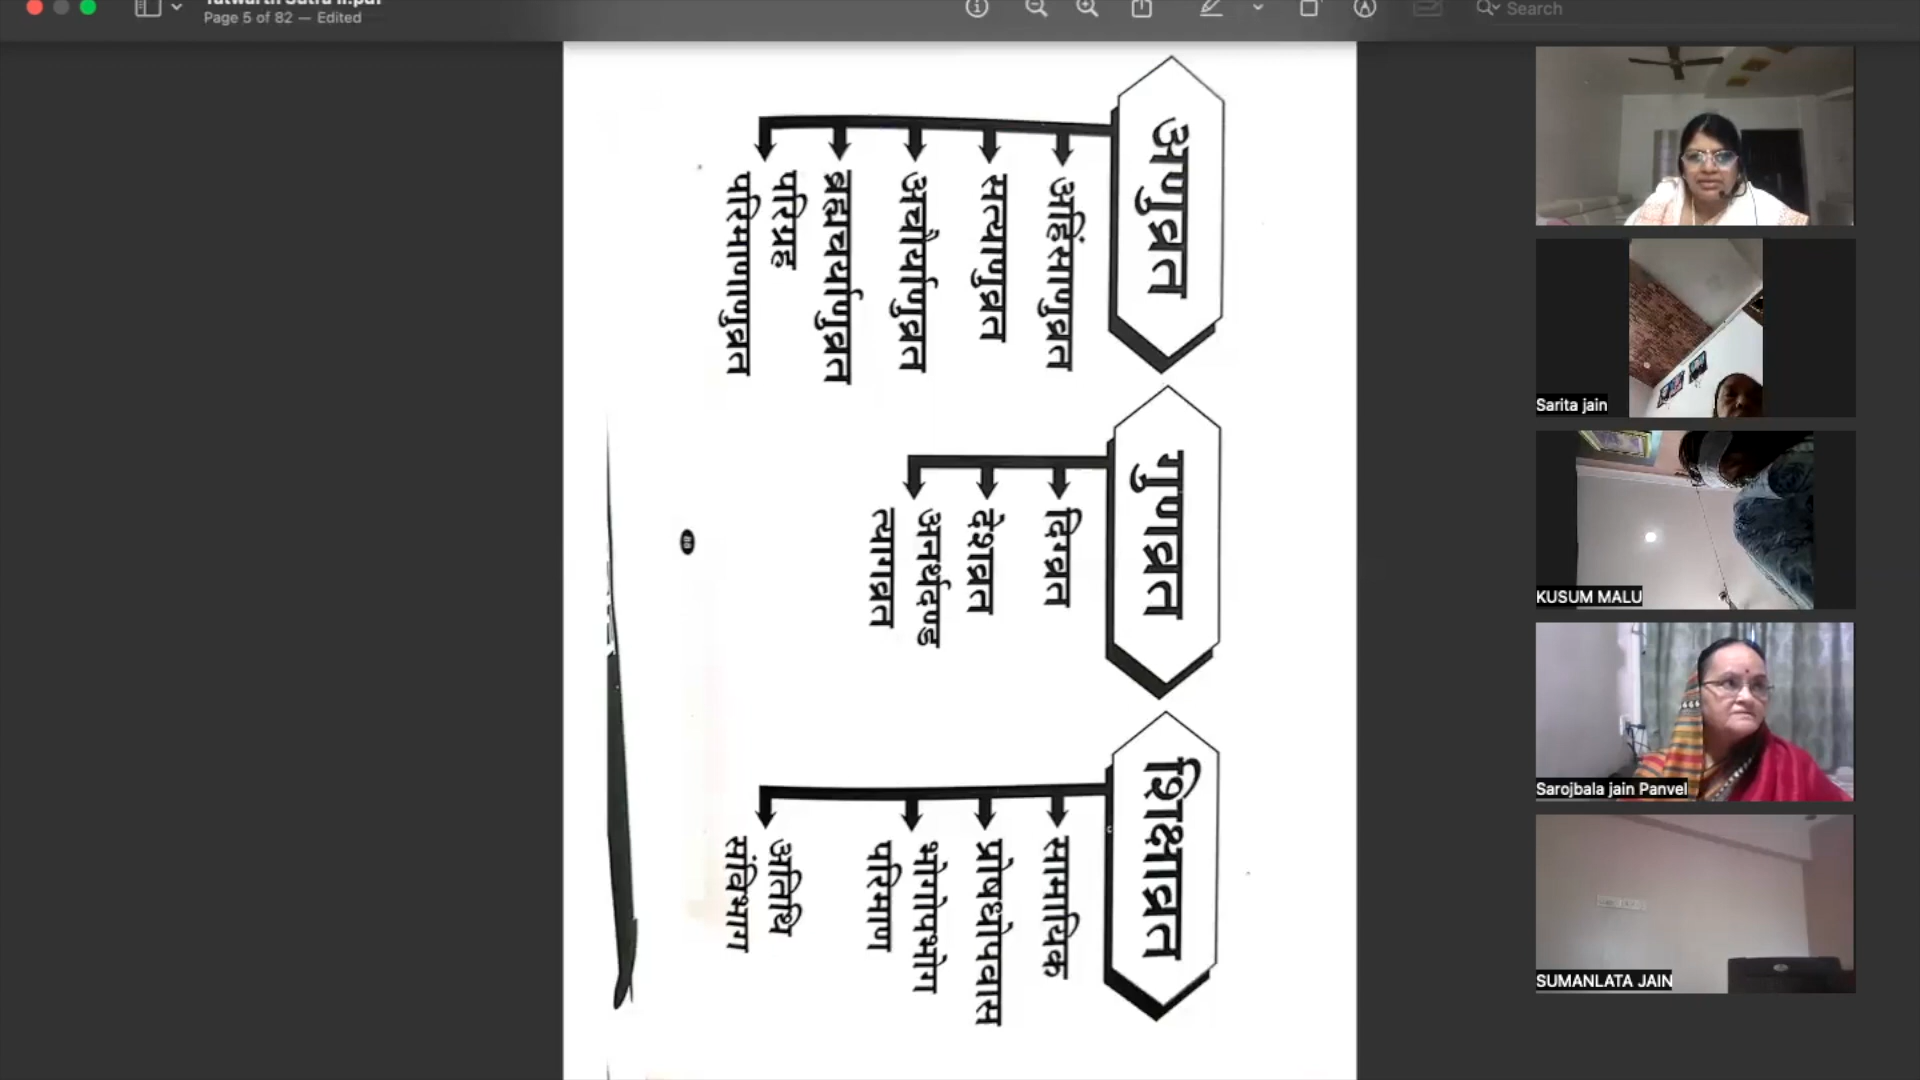 Page 5 of 82 — Edited
Search
अणुव्रत
अहिंसाणुव्रत
सत्याणुव्रत
अचौर्याणुव्रत
ब्रह्मचर्याणुव्रत
परिग्रह
परिमाणाणुव्रत
गुणव्रत
दिग्व्रत
देशव्रत
अनर्थदण्ड
त्यागव्रत
शिक्षाव्रत
सामायिक
प्रोषधोपवास
भोगोपभोग
परिमाण
अतिथि
संविभाग
Sarita jain
KUSUM MALU
Sarojbala jain Panvel
SUMANLATA JAIN